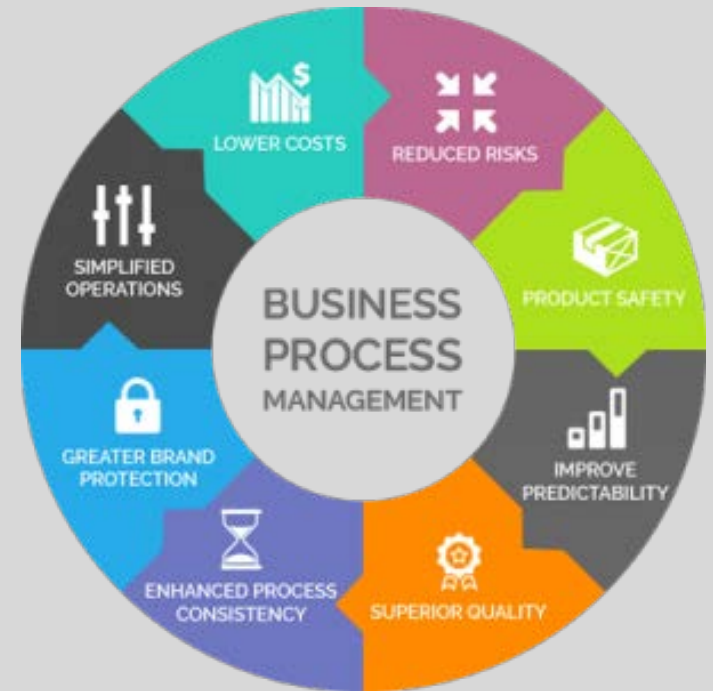 BUSINESS
PROCESS
MANAGEMENT
LOWER COSTS
$
REDUCED RISKS
PRODUCT SAFETY
IMPROVE
PREDICTABILITY
SUPERIOR QUALITY
ENHANCED PROCESS
CONSISTENCY
GREATER BRAND
PROTECTION
SIMPLIFIED
OPERATIONS